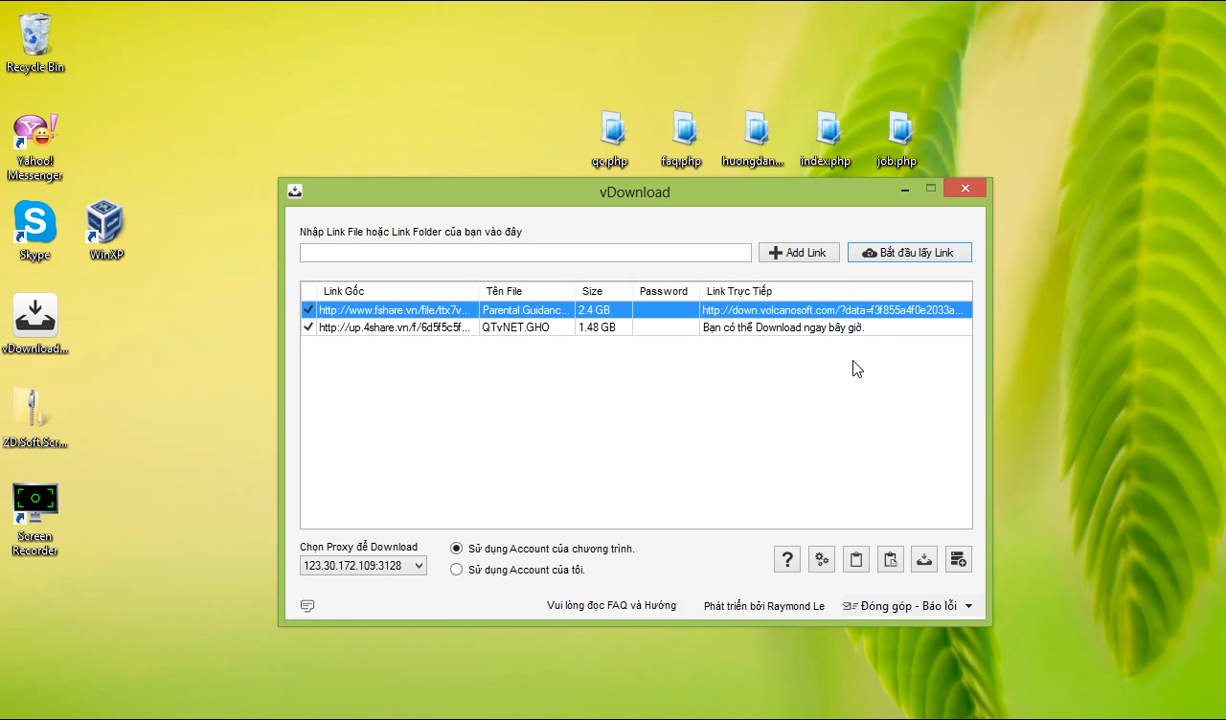 Recycle Bin
Yahoo!
Messenger
Skype
WinXP
vDownload...
ZD.Soft.Scr...
Screen
Recorder
qc.php
faq.php
huongdan...
index.php
job.php
vDownload
Nhập Link File hoặc Link Folder của bạn vào đây
Add Link
Bắt đầu lấy Link
Link Gốc Tên File Size Password Link Trực Tiếp
http://www.fshare.vn/file/ttx7v... Parental.Guidanc... 2.4 GB http://down.volcanosoft.com/?data=f3f855a4f0e2033a...
http://up.4share.vn/f/6d5f5c5f... QTvNET.GHO 1.48 GB Bạn có thể Download ngay bây giờ.
Chọn Proxy để Download
123.30.172.109:3128
Sử dụng Account của chương trình.
Sử dụng Account của tôi.
?
Vui lòng đọc FAQ và Hướng
Phát triển bởi Raymond Le
Đóng góp - Báo lỗi